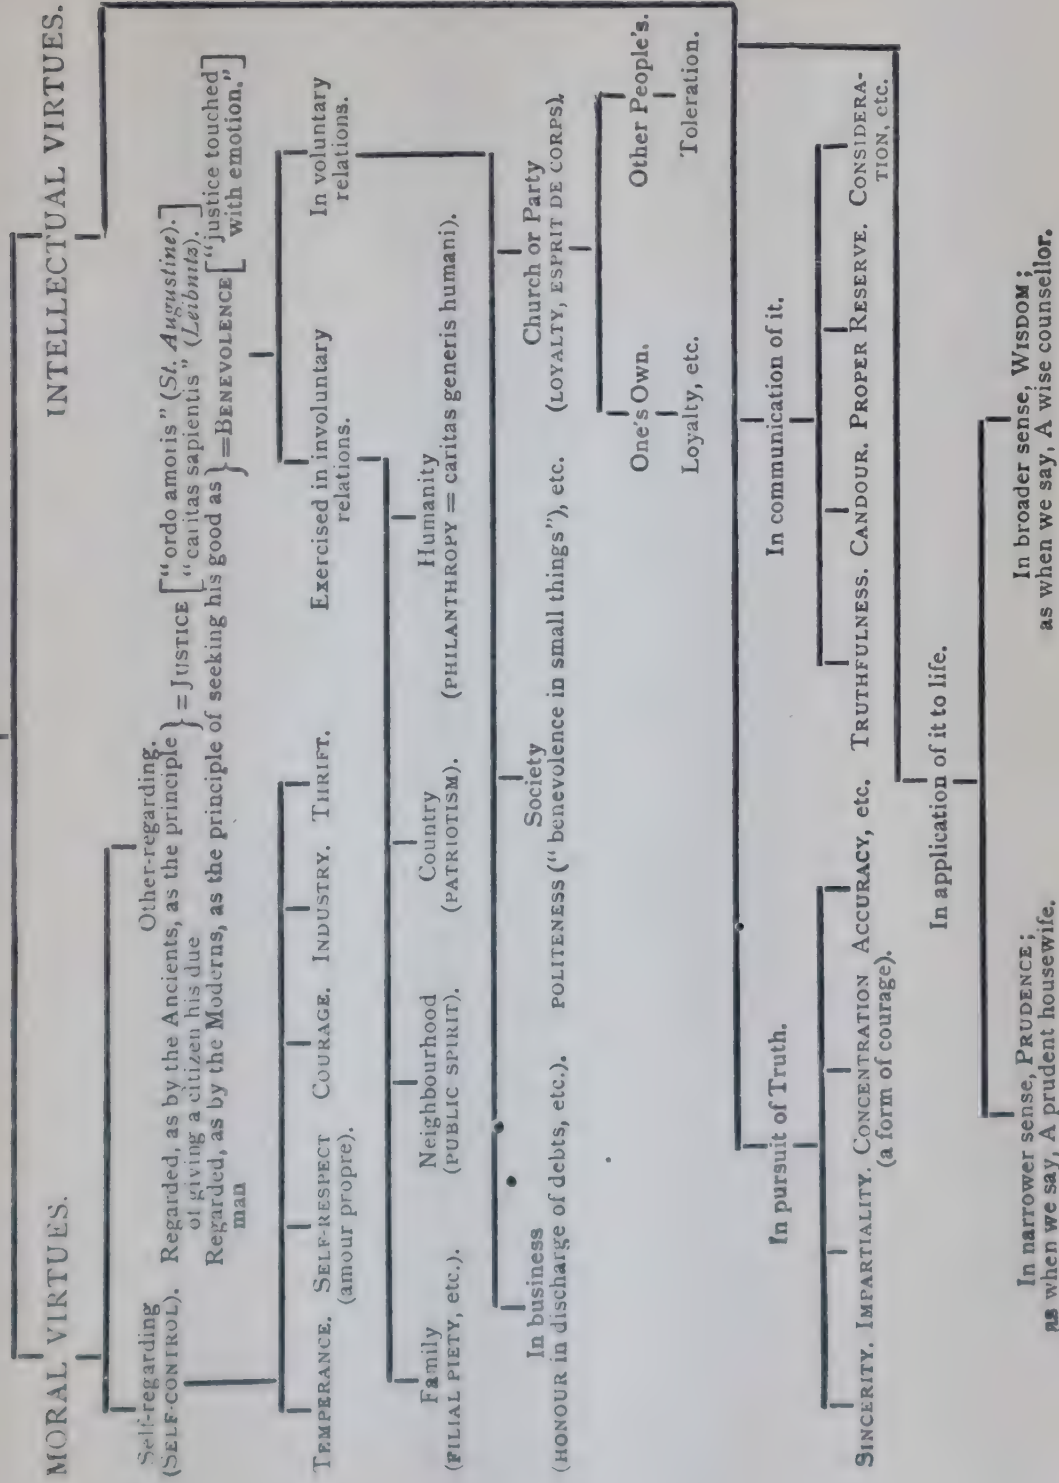 MORAL VIRTUES.
INTELLECTUAL VIRTUES.
Self-regarding
(SELF-CONTROL).
Other-regarding.
Regarded, as by the Ancients, as the principle
of giving a citizen his due
} = JUSTICE ["ordo amoris" (St. Augustine).]
["caritas sapientis" (Leibnitz).]
Regarded, as by the Moderns, as the principle of seeking his good as
man
} = BENEVOLENCE ["justice touched
with emotion."]
TEMPERANCE. SELF-RESPECT COURAGE. INDUSTRY. THRIFT.
(amour propre).
Exercised in involuntary
relations.
In voluntary
relations.
Family
(FILIAL PIETY, etc.).
Neighbourhood
(PUBLIC SPIRIT).
Country
(PATRIOTISM).
Humanity
(PHILANTHROPY = caritas generis humani).
In business
(HONOUR in discharge of debts, etc.).
Society
POLITENESS (" benevolence in small things"), etc.
Church or Party
(LOYALTY, ESPRIT DE CORPS).
One's Own.
Other People's.
Loyalty, etc.
Toleration.
In pursuit of Truth.
In communication of it.
SINCERITY. IMPARTIALITY. CONCENTRATION ACCURACY, etc.
(a form of courage).
TRUTHFULNESS. CANDOUR. PROPER RESERVE. CONSIDERA-
TION, etc.
In application of it to life.
In narrower sense, PRUDENCE;
as when we say, A prudent housewife.
In broader sense, WISDOM;
as when we say, A wise counsellor.